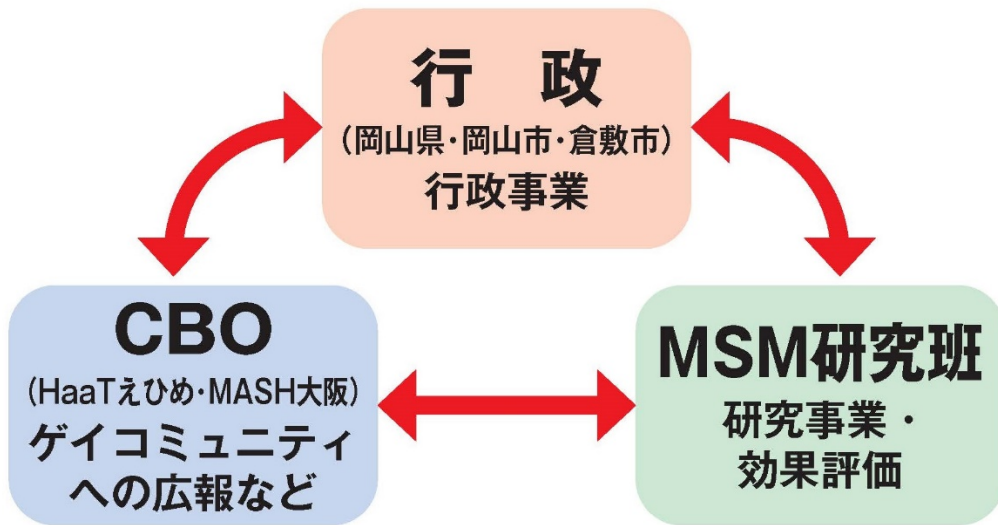 行　政
（岡山県・岡山市・倉敷市）
行政事業
CBO
（HaaTえひめ・MASH大阪）
ゲイコミュニティ
への広報など
MSM研究班
研究事業・
効果評価